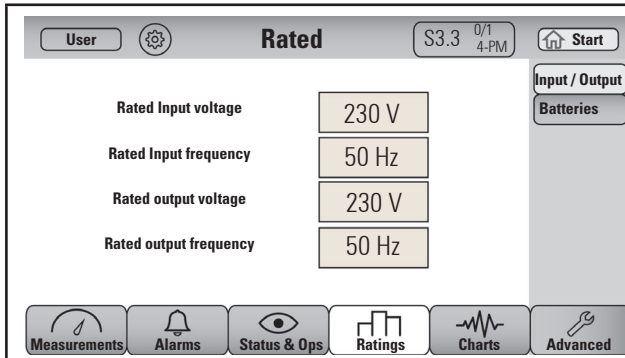 User
Rated
S3.3 0/1 4-PM
Start
Input / Output
Batteries
Rated Input voltage 230 V
Rated Input frequency 50 Hz
Rated output voltage 230 V
Rated output frequency 50 Hz
Measurements Alarms Status & Ops Ratings Charts Advanced